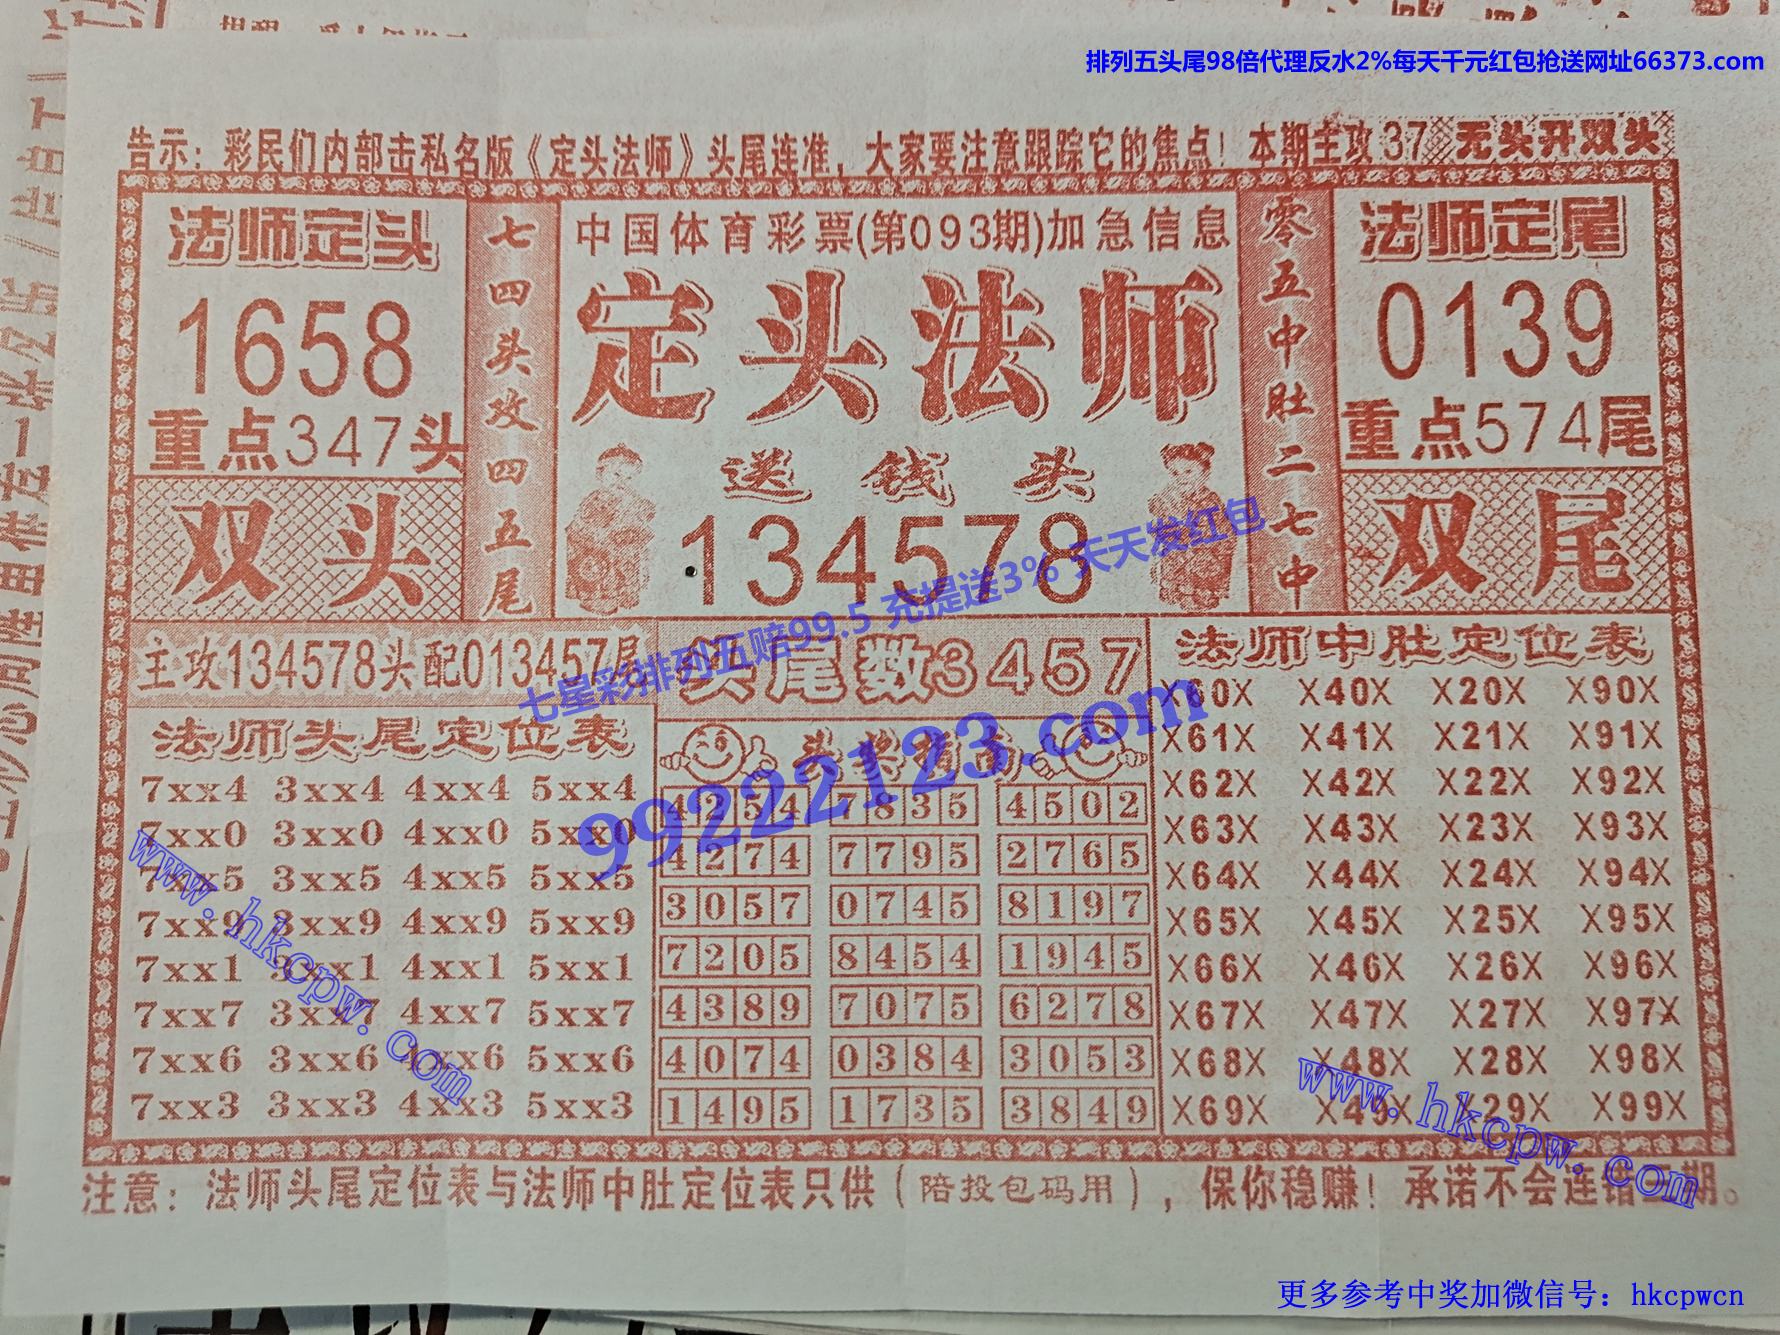 排列五头尾98倍代理反水2%每天千元红包抢送网址66373.com
告示：彩民们内部击私名版《定头法师》头尾连准，大家要注意跟踪它的焦点！本期主攻37 无头开双头
法师定头
1658
重点347头
双头
七四头攻四五尾
中国体育彩票(第093期)加急信息
定头法师
送钱头
134578
零五中肚二七中
法师定尾
0139
重点574尾
双尾
七星彩排列五赔99.5 充提送3% 天天发红包
99222123.com
主攻134578头配013457尾
头尾数3457
法师头尾定位表
7xx4 3xx4 4xx4 5xx4
7xx0 3xx0 4xx0 5xx0
7xx5 3xx5 4xx5 5xx5
7xx9 3xx9 4xx9 5xx9
7xx1 3xx1 4xx1 5xx1
7xx7 3xx7 4xx7 5xx7
7xx6 3xx6 4xx6 5xx6
7xx3 3xx3 4xx3 5xx3
头奖
4254 7835 4502
4274 7795 2765
3057 0745 8197
7205 8454 1945
4389 7075 6278
4074 0384 3053
1495 1735 3849
法师中肚定位表
X60X X40X X20X X90X
X61X X41X X21X X91X
X62X X42X X22X X92X
X63X X43X X23X X93X
X64X X44X X24X X94X
X65X X45X X25X X95X
X66X X46X X26X X96X
X67X X47X X27X X97X
X68X X48X X28X X98X
X69X X49X X29X X99X
www.hkcpw.com
www.hkcpw.com
注意：法师头尾定位表与法师中肚定位表只供（陪投包码用），保你稳赚！承诺不会连错期。
更多参考中奖加微信号：hkcpwcn